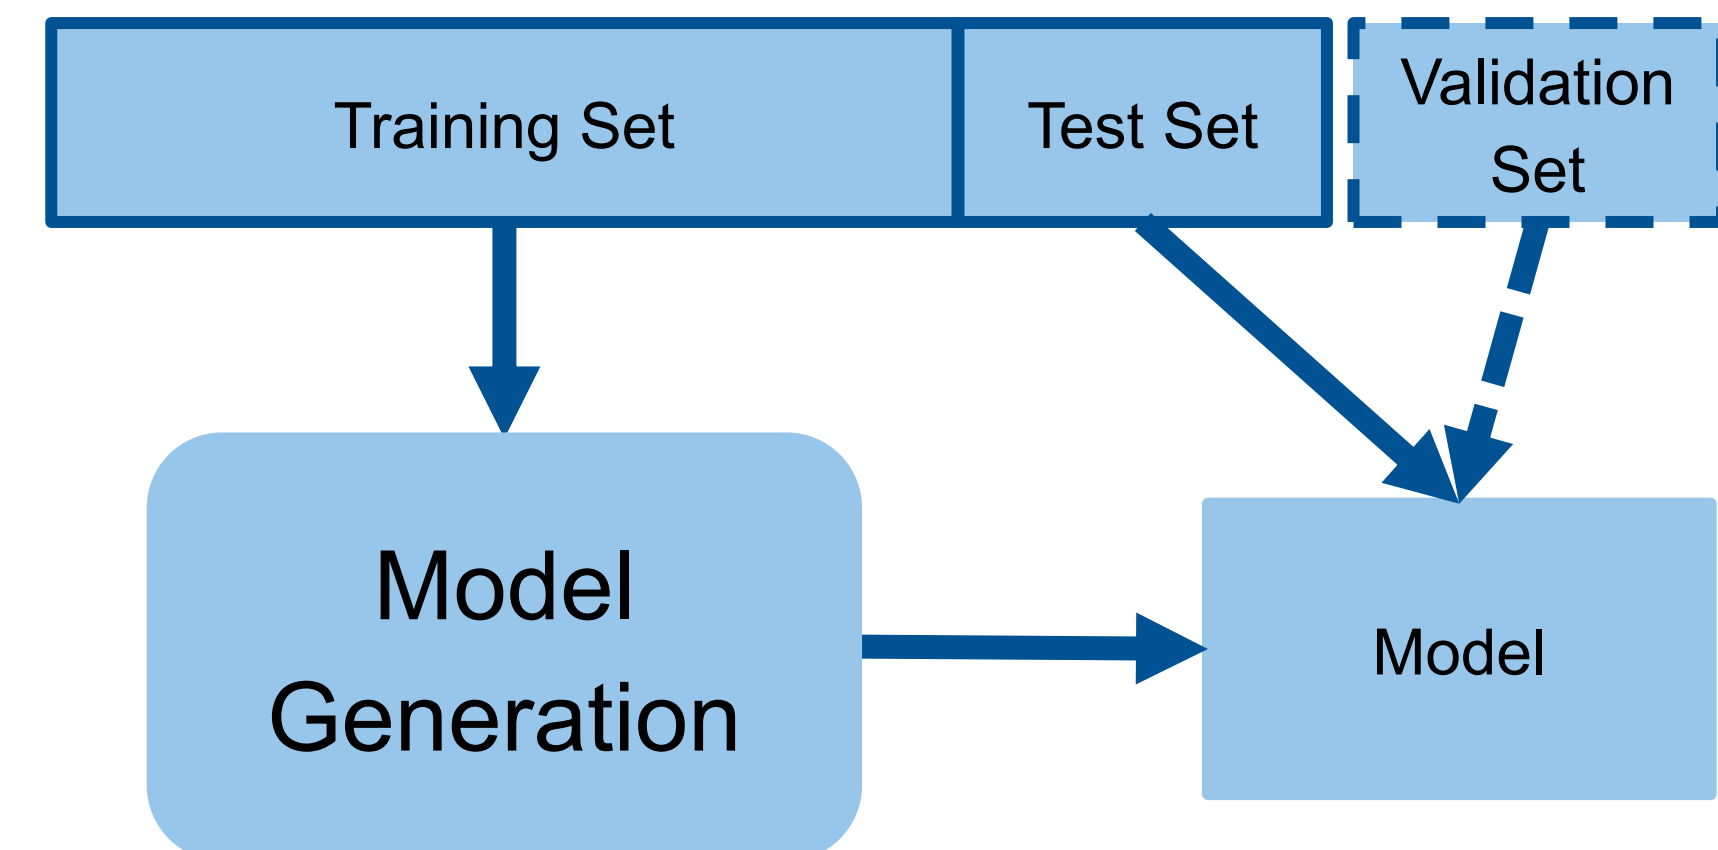 Training Set
Test Set
Validation
Set
Model
Generation
Model